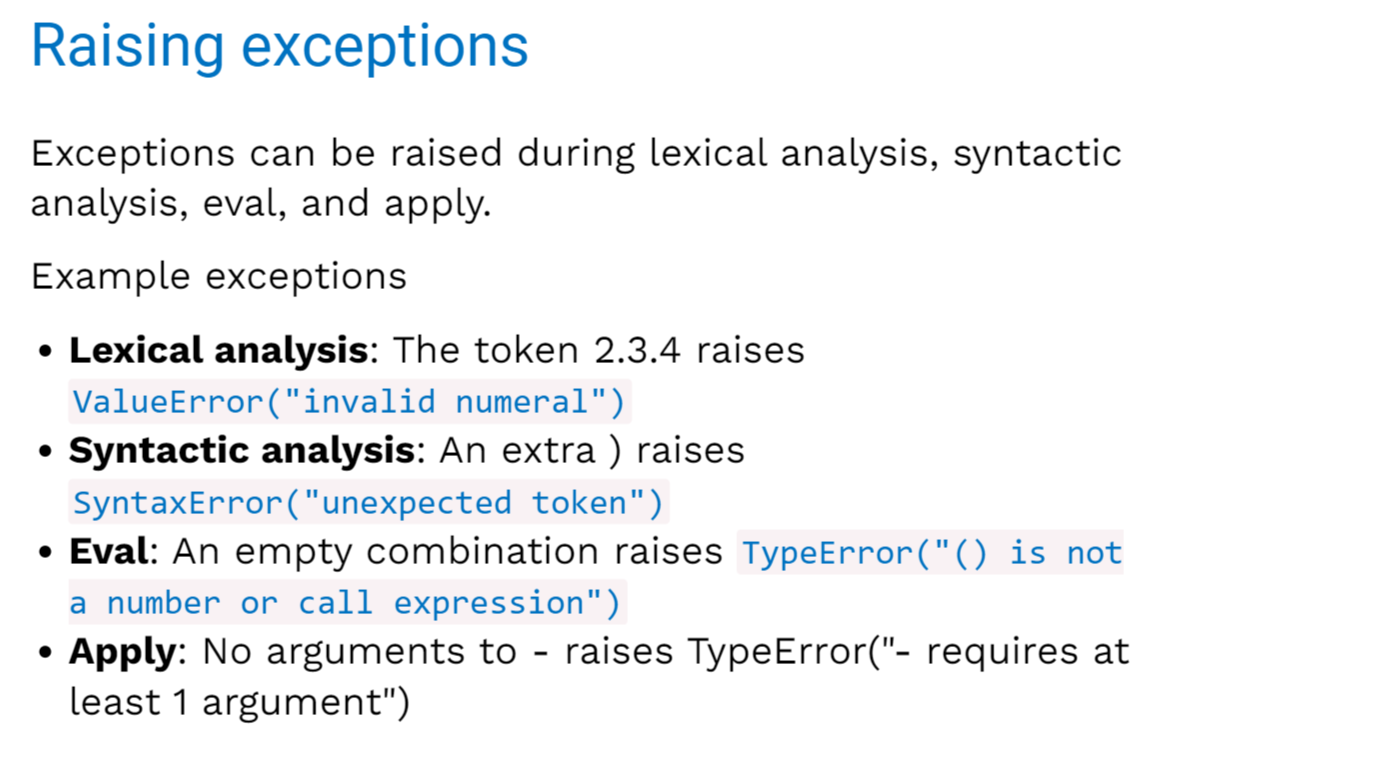 Raising exceptions
Exceptions can be raised during lexical analysis, syntactic
analysis, eval, and apply.
Example exceptions
• Lexical analysis: The token 2.3.4 raises
ValueError("invalid numeral")
• Syntactic analysis: An extra ) raises
SyntaxError("unexpected token")
• Eval: An empty combination raises TypeError("() is not
a number or call expression")
• Apply: No arguments to - raises TypeError("- requires at
least 1 argument")